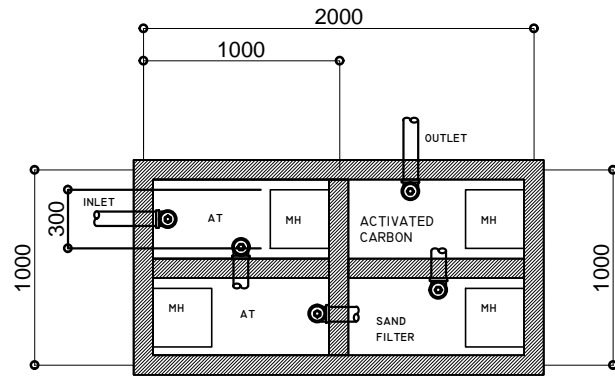 2000
1000
OUTLET
INLET
300
AT
MH
ACTIVATED
CARBON
MH
1000
1000
MH
AT
SAND
FILTER
MH